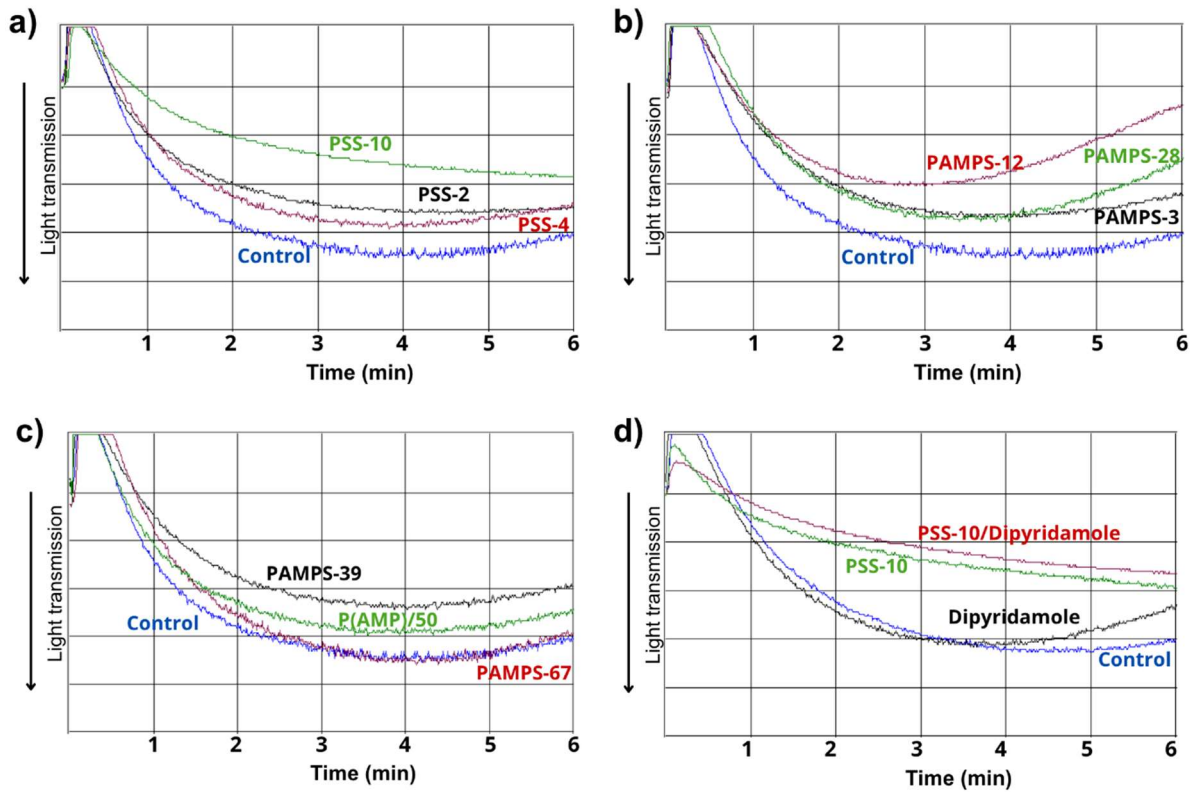 a)
Light transmission
PSS-10
PSS-2
PSS-4
Control
1 2 3 4 5 6
Time (min)
b)
Light transmission
PAMPS-12
PAMPS-28
PAMPS-3
Control
1 2 3 4 5 6
Time (min)
c)
Light transmission
PAMPS-39
P(AMP)/50
Control
PAMPS-67
1 2 3 4 5 6
Time (min)
d)
Light transmission
PSS-10/Dipyridamole
PSS-10
Dipyridamole
Control
1 2 3 4 5 6
Time (min)